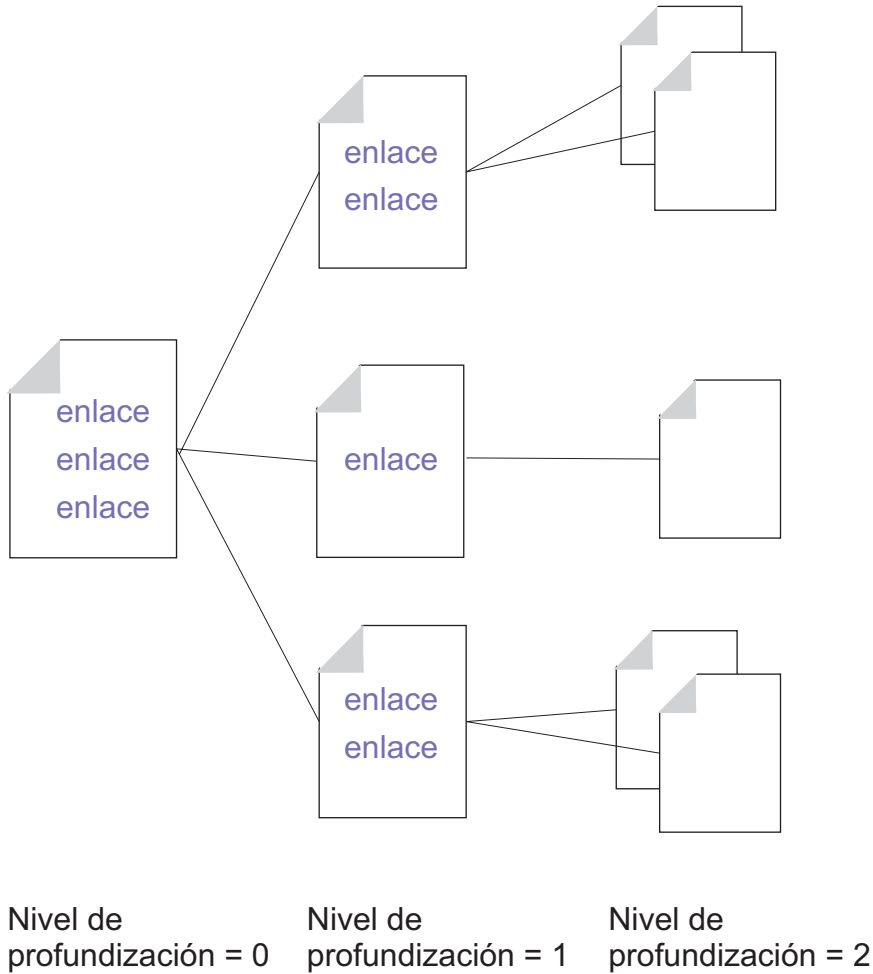 enlace
enlace
enlace
enlace
enlace
enlace
enlace
enlace
Nivel de
profundización = 0
Nivel de
profundización = 1
Nivel de
profundización = 2